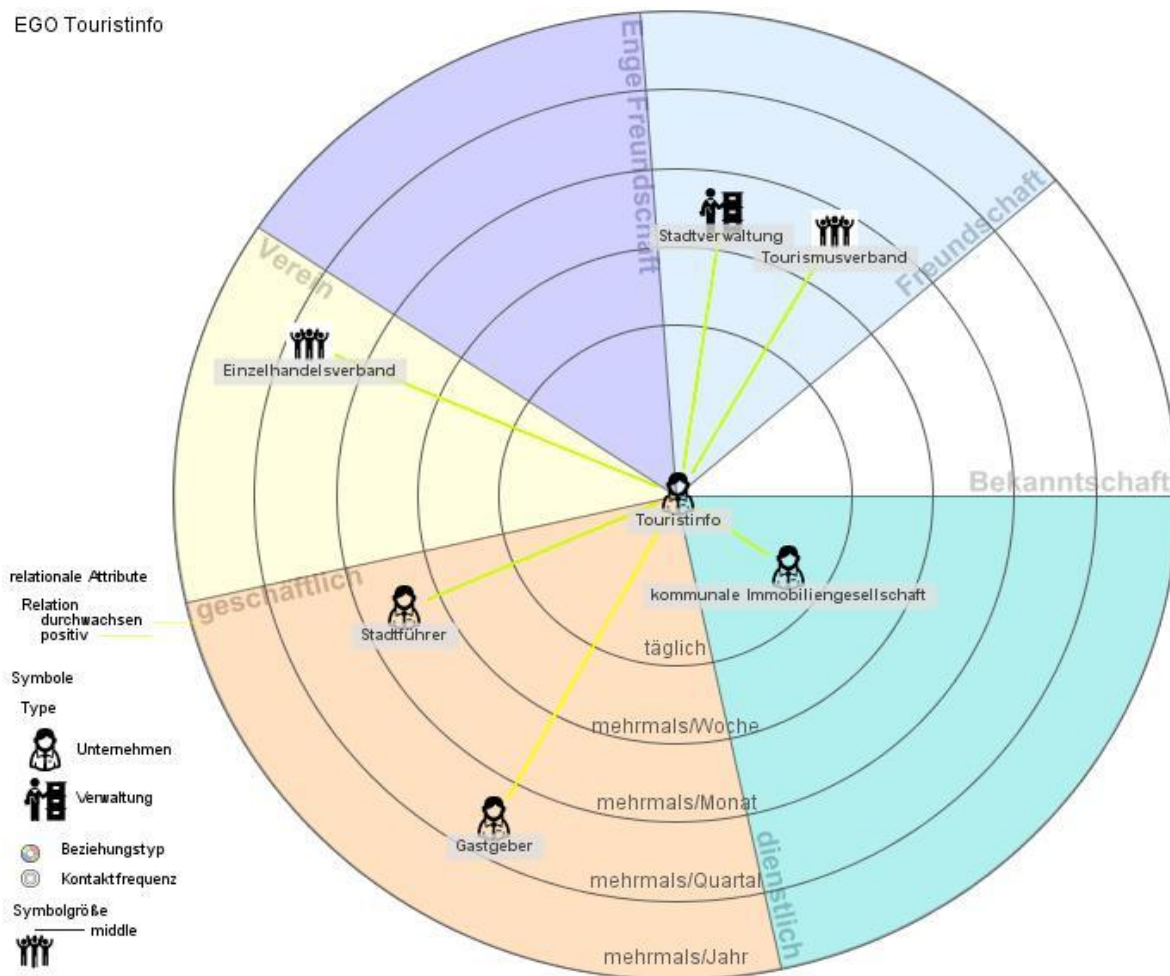 EGO Touristinfo
Enge Freundschaft
Freundschaft
Stadtverwaltung
Tourismusverband
Verein
Einzelhandelsverband
Bekanntschaft
Touristinfo
kommunale Immobiliengesellschaft
geschäftlich
Stadtführer
täglich
mehrmals/Woche
mehrmals/Monat
Gastgeber
mehrmals/Quartal
dienstlich
mehrmals/Jahr
relationale Attribute
Relation
durchwachsen
positiv
Symbole
Type
Unternehmen
Verwaltung
Beziehungstyp
Kontaktfrequenz
Symbolgröße
middle